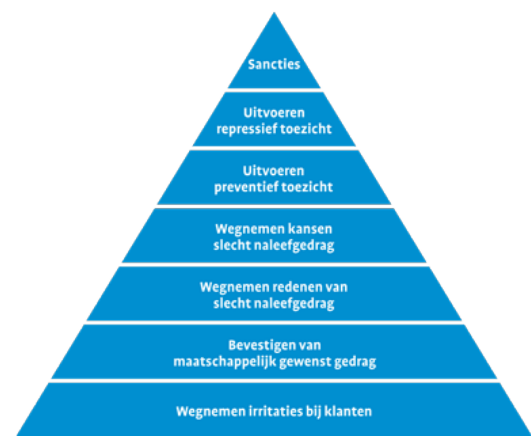 Sancties
Uitvoeren
repressief toezicht
Uitvoeren
preventief toezicht
Wegnemen kansen
slecht naleefgedrag
Wegnemen redenen van
slecht naleefgedrag
Bevestigen van
maatschappelijk gewenst gedrag
Wegnemen irritaties bij klanten